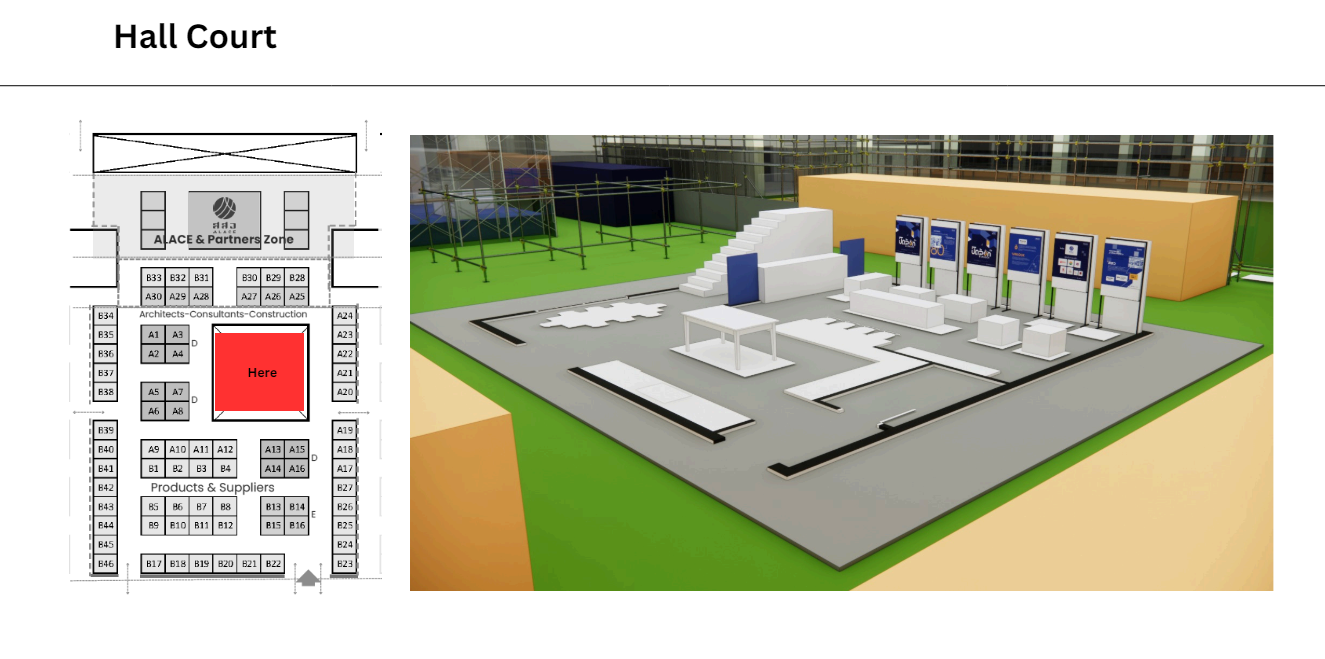 Hall Court
สสว
ALACE
ALACE & Partners Zone
B33 B32 B31 B30 B29 B28
A30 A29 A28 A27 A26 A25
Architects-Consultants-Construction
B34 A24
B35 A1 A3 D A23
B36 A2 A4 A22
B37 Here A21
B38 A5 A7 D A20
A6 A8
B39 A19
B40 A9 A10 A11 A12 A13 A15 D A18
B41 B1 B2 B3 B4 A14 A16 A17
B42 Products & Suppliers B27
B43 B5 B6 B7 B8 B13 B14 E B26
B44 B9 B10 B11 B12 B15 B16 B25
B45 B24
B46 B17 B18 B19 B20 B21 B22 B23